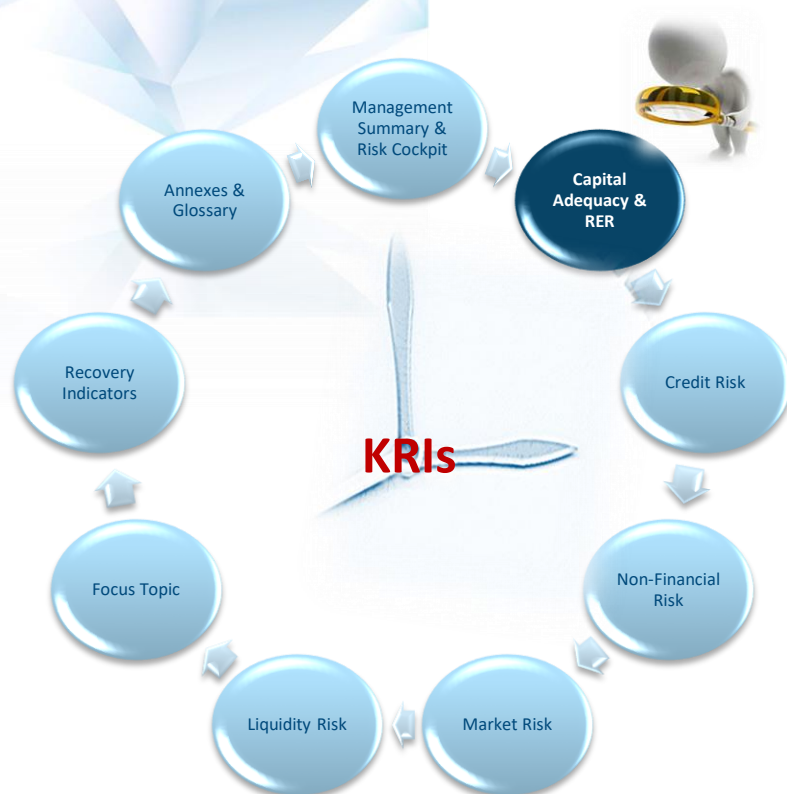 Management
Summary &
Risk Cockpit
Capital
Adequacy &
RER
Credit Risk
Non-Financial
Risk
Market Risk
Liquidity Risk
Focus Topic
Recovery
Indicators
Annexes &
Glossary
KRIs